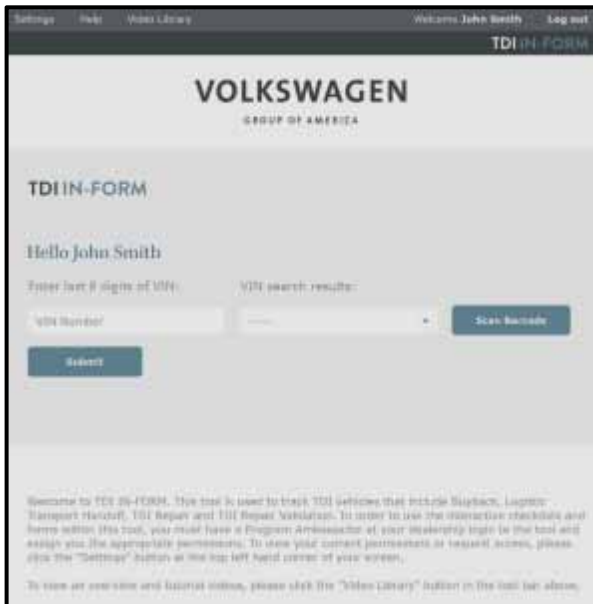 Settings Help Video Library Welcome John Smith Log out
TDI IN-FORM
VOLKSWAGEN
GROUP OF AMERICA
TDI IN-FORM
Hello John Smith
Enter last 8 digits of VIN: VIN search results:
VIN Number ----- Scan Barcode
Submit
Welcome to TDI IN-FORM. This tool is used to track TDI vehicles that include Buyback, Logistic
Transport Handoff, TDI Repair and TDI Repair Validation. In order to use the interactive checklists and
forms within this tool, you must have a Program Ambassador at your dealership login to the tool and
assign you the appropriate permissions. To view your current permissions or request access, please
click the "Settings" button at the top left hand corner of your screen.
To view an overview and tutorial videos, please click the "Video Library" button in the tool bar above.